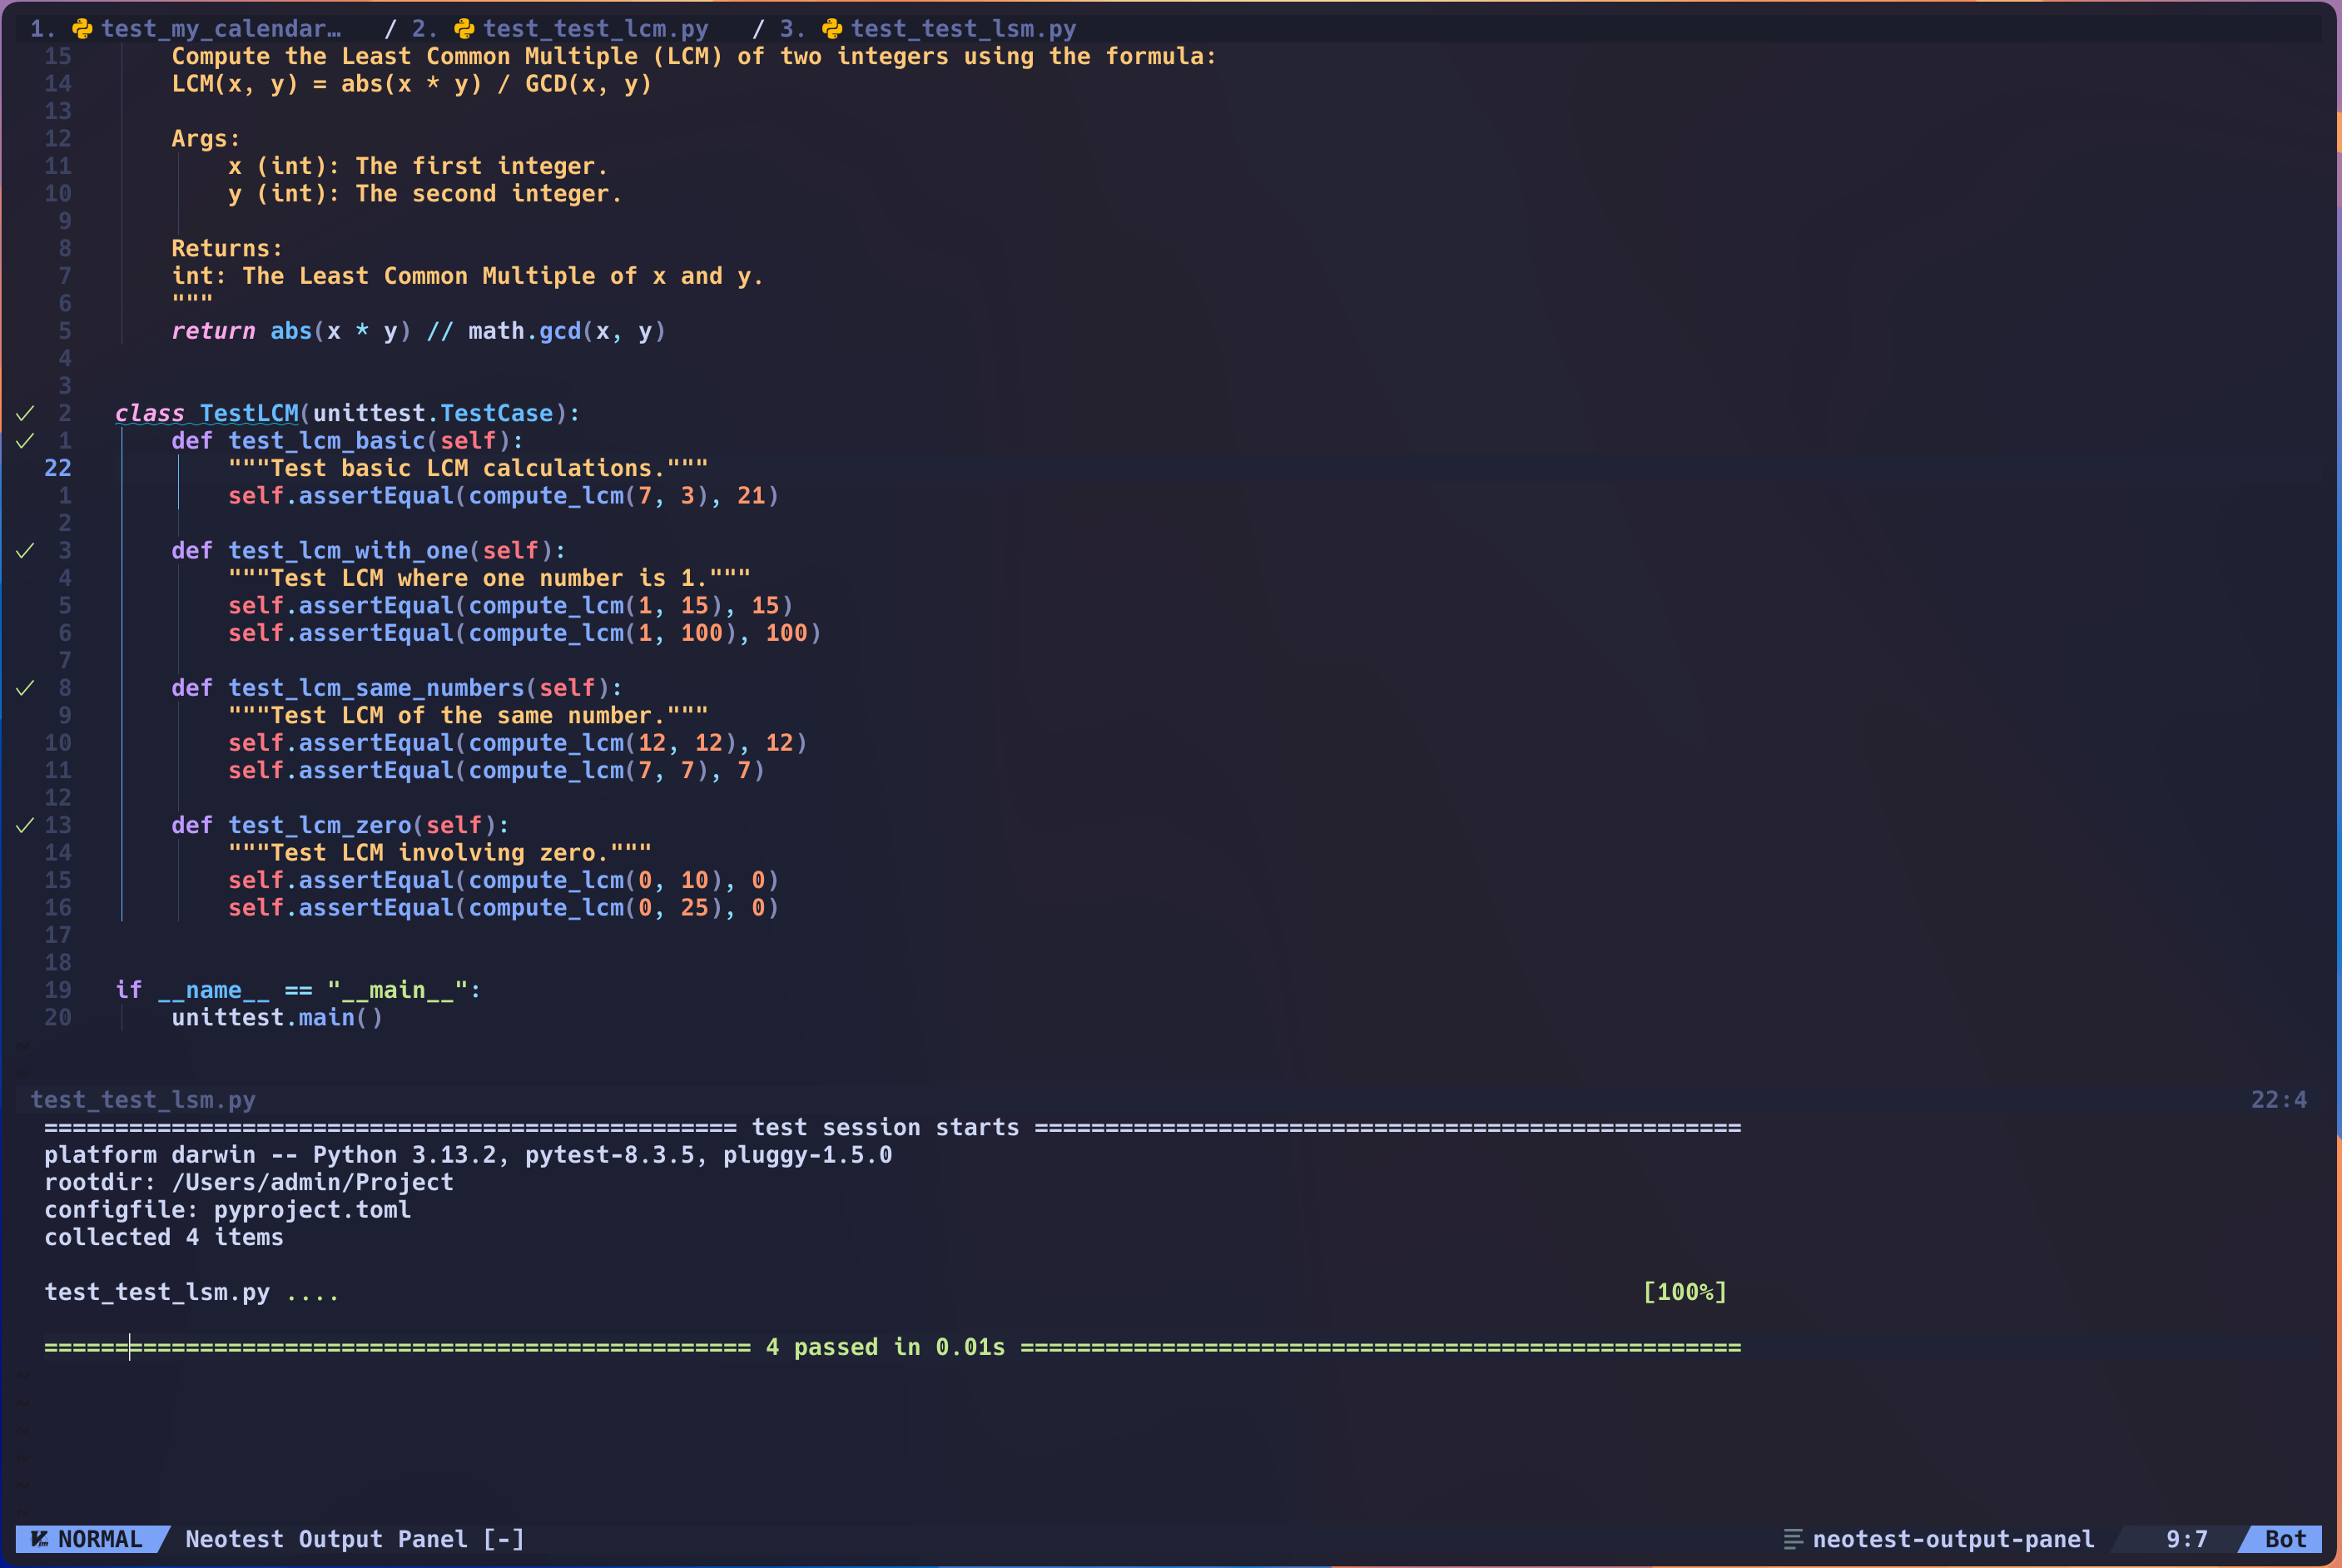 1. test_my_calendar… / 2. test_test_lcm.py / 3. test_test_lsm.py
15 Compute the Least Common Multiple (LCM) of two integers using the formula:
14 LCM(x, y) = abs(x * y) / GCD(x, y)
13
12 Args:
11 x (int): The first integer.
10 y (int): The second integer.
9
8 Returns:
7 int: The Least Common Multiple of x and y.
6 """
5 return abs(x * y) // math.gcd(x, y)
4
3
✓ 2 class TestLCM(unittest.TestCase):
✓ 1 def test_lcm_basic(self):
22 """Test basic LCM calculations."""
1 self.assertEqual(compute_lcm(7, 3), 21)
2
✓ 3 def test_lcm_with_one(self):
4 """Test LCM where one number is 1."""
5 self.assertEqual(compute_lcm(1, 15), 15)
6 self.assertEqual(compute_lcm(1, 100), 100)
7
✓ 8 def test_lcm_same_numbers(self):
9 """Test LCM of the same number."""
10 self.assertEqual(compute_lcm(12, 12), 12)
11 self.assertEqual(compute_lcm(7, 7), 7)
12
✓ 13 def test_lcm_zero(self):
14 """Test LCM involving zero."""
15 self.assertEqual(compute_lcm(0, 10), 0)
16 self.assertEqual(compute_lcm(0, 25), 0)
17
18
19 if __name__ == "__main__":
20 unittest.main()
~
~
test_test_lsm.py 22:4
================================================= test session starts ==================================================
platform darwin -- Python 3.13.2, pytest-8.3.5, pluggy-1.5.0
rootdir: /Users/admin/Project
configfile: pyproject.toml
collected 4 items
test_test_lsm.py .... [100%]
================================================== 4 passed in 0.01s ===================================================
~
~
~
~
~
~
NORMAL Neotest Output Panel [-] neotest-output-panel 9:7 Bot